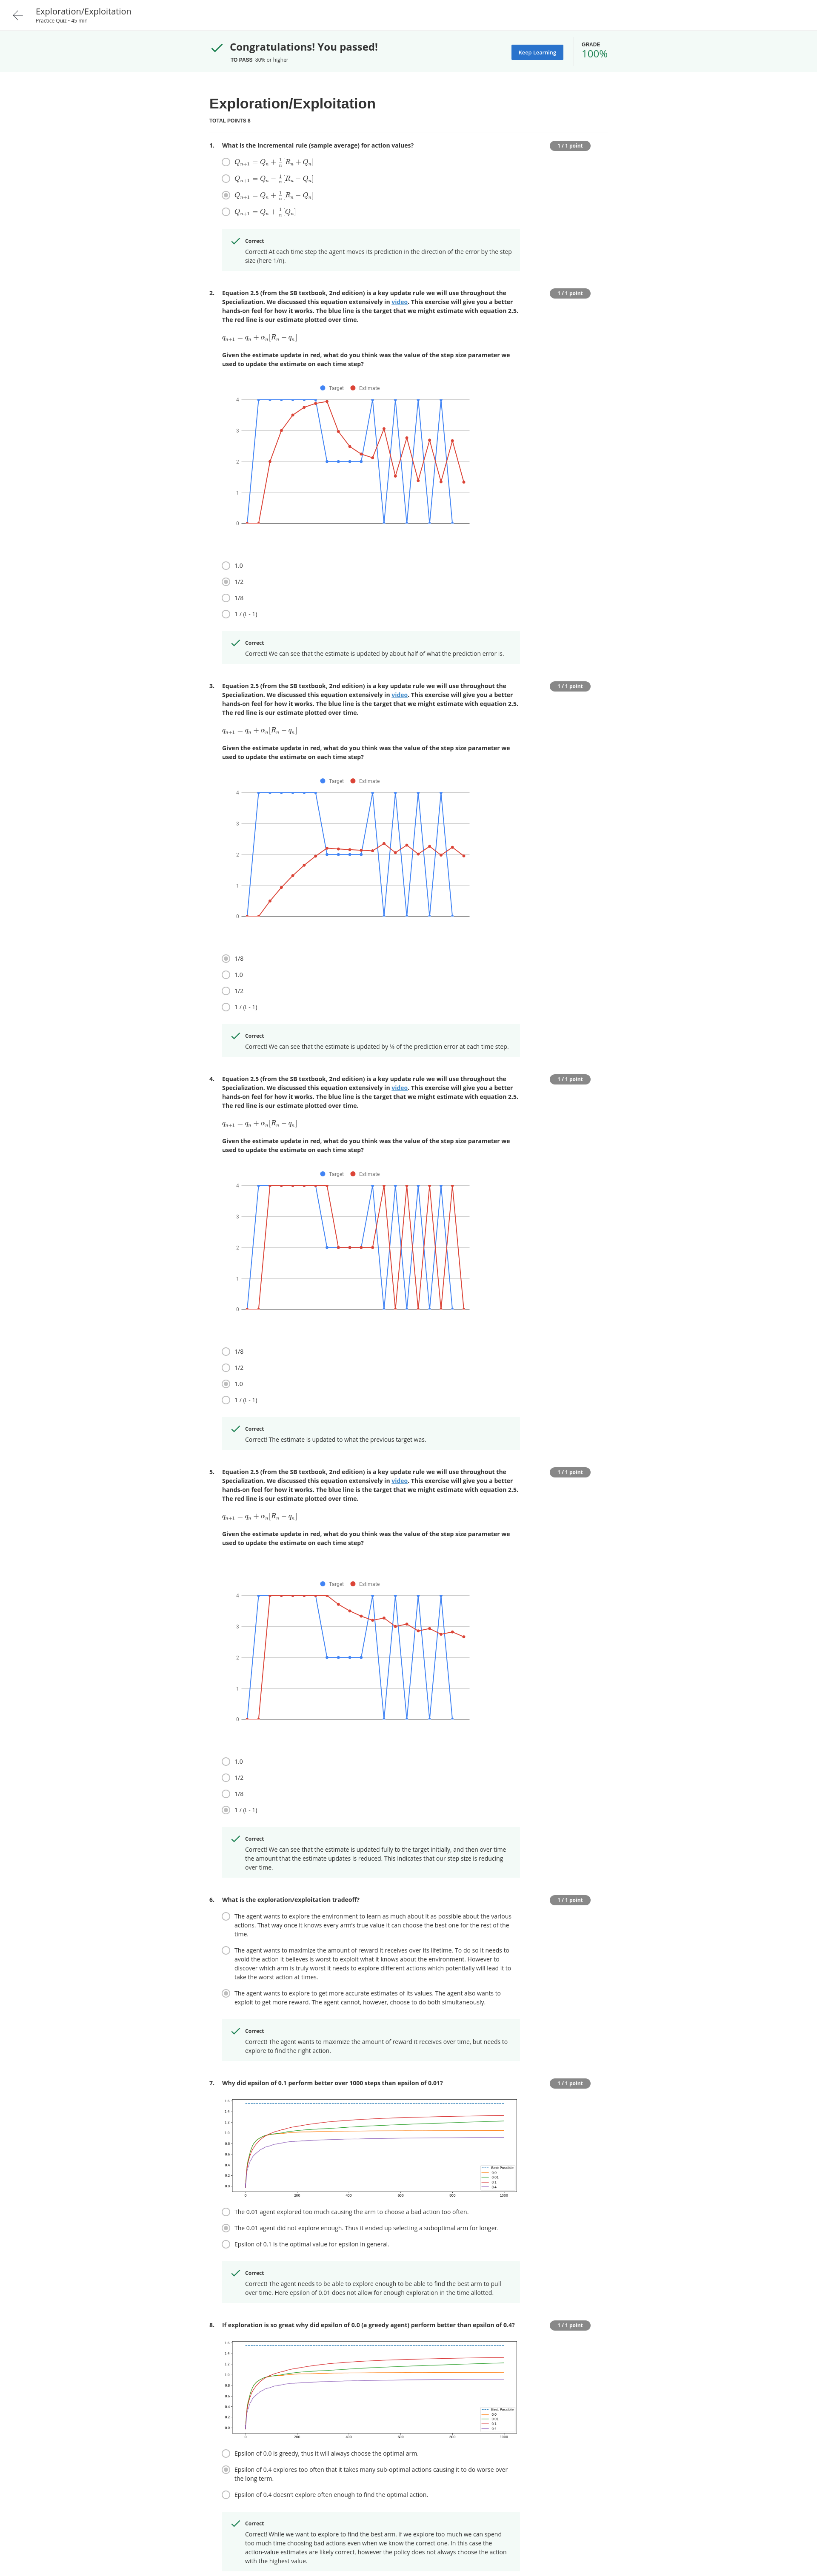 Exploration/Exploitation
Practice Quiz • 45 min
Congratulations! You passed!
TO PASS 80% or higher
Keep Learning
GRADE
100%
Exploration/Exploitation
TOTAL POINTS 8
1. What is the incremental rule (sample average) for action values?
1 / 1 point
Qₙ₊₁ = Qₙ + 1/n [Rₙ + Qₙ]
Qₙ₊₁ = Qₙ − 1/n [Rₙ − Qₙ]
Qₙ₊₁ = Qₙ + 1/n [Rₙ − Qₙ]
Qₙ₊₁ = Qₙ + 1/n [Qₙ]
Correct
Correct! At each time step the agent moves its prediction in the direction of the error by the step
size (here 1/n).
2. Equation 2.5 (from the SB textbook, 2nd edition) is a key update rule we will use throughout the
1 / 1 point
Specialization. We discussed this equation extensively in video. This exercise will give you a better
hands-on feel for how it works. The blue line is the target that we might estimate with equation 2.5.
The red line is our estimate plotted over time.
qₙ₊₁ = qₙ + αₙ[Rₙ − qₙ]
Given the estimate update in red, what do you think was the value of the step size parameter we
used to update the estimate on each time step?
Target Estimate
4
3
2
1
0
1.0
1/2
1/8
1 / (t - 1)
Correct
Correct! We can see that the estimate is updated by about half of what the prediction error is.
3. Equation 2.5 (from the SB textbook, 2nd edition) is a key update rule we will use throughout the
1 / 1 point
Specialization. We discussed this equation extensively in video. This exercise will give you a better
hands-on feel for how it works. The blue line is the target that we might estimate with equation 2.5.
The red line is our estimate plotted over time.
qₙ₊₁ = qₙ + αₙ[Rₙ − qₙ]
Given the estimate update in red, what do you think was the value of the step size parameter we
used to update the estimate on each time step?
Target Estimate
4
3
2
1
0
1/8
1.0
1/2
1 / (t - 1)
Correct
Correct! We can see that the estimate is updated by ⅛ of the prediction error at each time step.
4. Equation 2.5 (from the SB textbook, 2nd edition) is a key update rule we will use throughout the
1 / 1 point
Specialization. We discussed this equation extensively in video. This exercise will give you a better
hands-on feel for how it works. The blue line is the target that we might estimate with equation 2.5.
The red line is our estimate plotted over time.
qₙ₊₁ = qₙ + αₙ[Rₙ − qₙ]
Given the estimate update in red, what do you think was the value of the step size parameter we
used to update the estimate on each time step?
Target Estimate
4
3
2
1
0
1/8
1/2
1.0
1 / (t - 1)
Correct
Correct! The estimate is updated to what the previous target was.
5. Equation 2.5 (from the SB textbook, 2nd edition) is a key update rule we will use throughout the
1 / 1 point
Specialization. We discussed this equation extensively in video. This exercise will give you a better
hands-on feel for how it works. The blue line is the target that we might estimate with equation 2.5.
The red line is our estimate plotted over time.
qₙ₊₁ = qₙ + αₙ[Rₙ − qₙ]
Given the estimate update in red, what do you think was the value of the step size parameter we
used to update the estimate on each time step?
Target Estimate
4
3
2
1
0
1.0
1/2
1/8
1 / (t - 1)
Correct
Correct! We can see that the estimate is updated fully to the target initially, and then over time
the amount that the estimate updates is reduced. This indicates that our step size is reducing
over time.
6. What is the exploration/exploitation tradeoff?
1 / 1 point
The agent wants to explore the environment to learn as much about it as possible about the various
actions. That way once it knows every arm's true value it can choose the best one for the rest of the
time.
The agent wants to maximize the amount of reward it receives over its lifetime. To do so it needs to
avoid the action it believes is worst to exploit what it knows about the environment. However to
discover which arm is truly worst it needs to explore different actions which potentially will lead it to
take the worst action at times.
The agent wants to explore to get more accurate estimates of its values. The agent also wants to
exploit to get more reward. The agent cannot, however, choose to do both simultaneously.
Correct
Correct! The agent wants to maximize the amount of reward it receives over time, but needs to
explore to find the right action.
7. Why did epsilon of 0.1 perform better over 1000 steps than epsilon of 0.01?
1 / 1 point
1.6
1.4
1.2
1.0
0.8
0.6
0.4
0.2
0.0
Best Possible
0.0
0.01
0.1
0.4
0 200 400 600 800 1000
The 0.01 agent explored too much causing the arm to choose a bad action too often.
The 0.01 agent did not explore enough. Thus it ended up selecting a suboptimal arm for longer.
Epsilon of 0.1 is the optimal value for epsilon in general.
Correct
Correct! The agent needs to be able to explore enough to be able to find the best arm to pull
over time. Here epsilon of 0.01 does not allow for enough exploration in the time allotted.
8. If exploration is so great why did epsilon of 0.0 (a greedy agent) perform better than epsilon of 0.4?
1 / 1 point
1.6
1.4
1.2
1.0
0.8
0.6
0.4
0.2
0.0
Best Possible
0.0
0.01
0.1
0.4
0 200 400 600 800 1000
Epsilon of 0.0 is greedy, thus it will always choose the optimal arm.
Epsilon of 0.4 explores too often that it takes many sub-optimal actions causing it to do worse over
the long term.
Epsilon of 0.4 doesn't explore often enough to find the optimal action.
Correct
Correct! While we want to explore to find the best arm, if we explore too much we can spend
too much time choosing bad actions even when we know the correct one. In this case the
action-value estimates are likely correct, however the policy does not always choose the action
with the highest value.